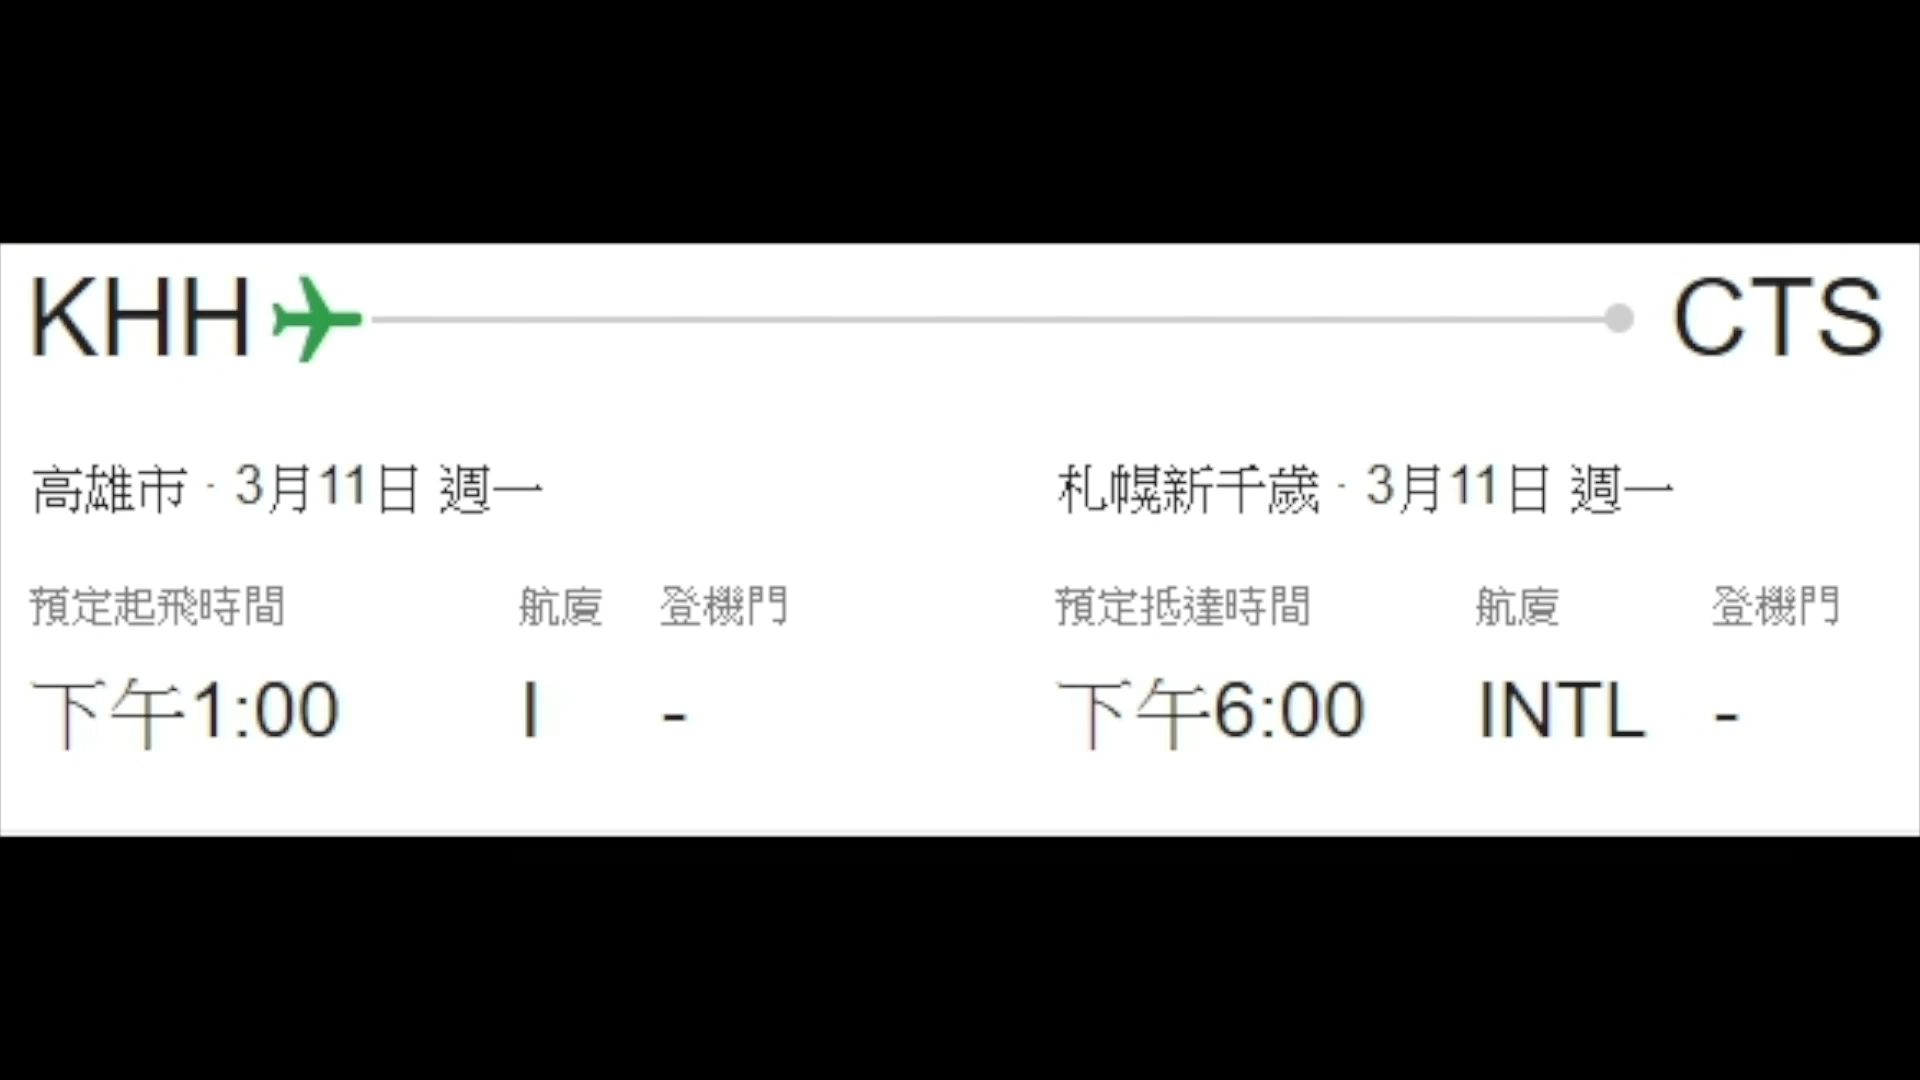 KHH CTS
高雄市 · 3月11日 週一 札幌新千歲 · 3月11日 週一
預定起飛時間 航廈 登機門 預定抵達時間 航廈 登機門
下午1:00 I - 下午6:00 INTL -